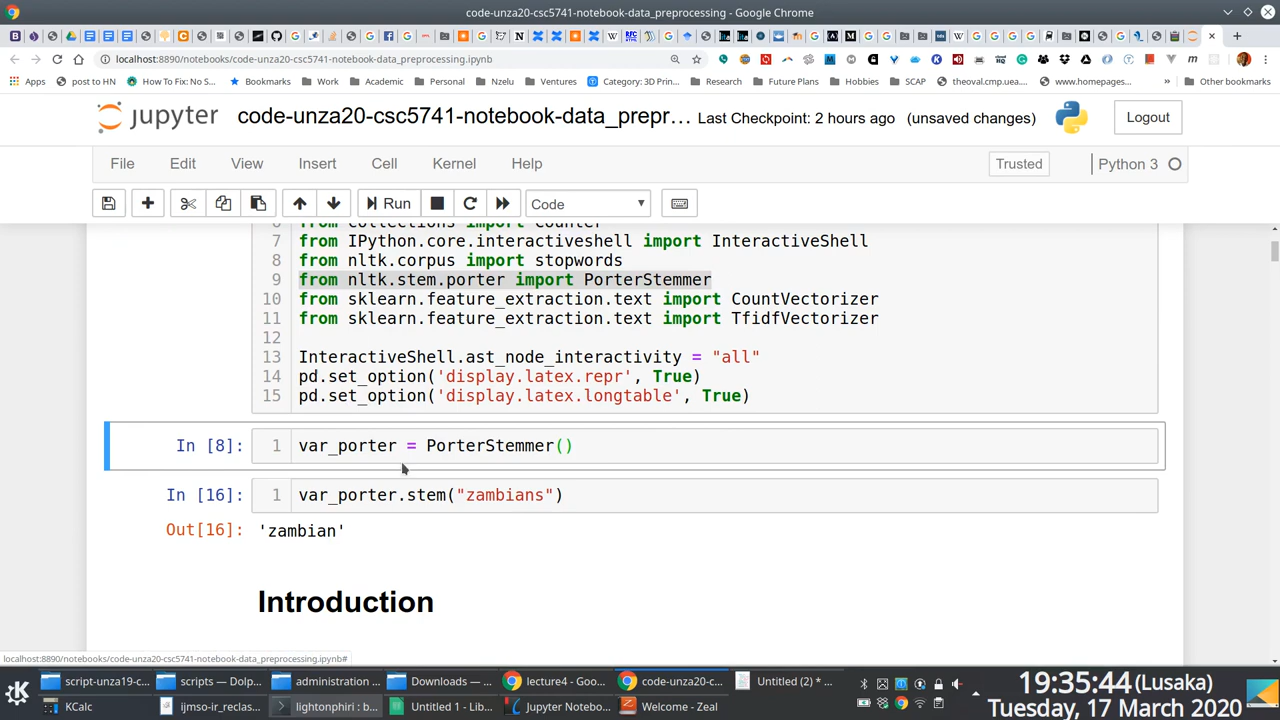 code-unza20-csc5741-notebook-data_preprocessing - Google Chrome
localhost:8890/notebooks/code-unza20-csc5741-notebook-data_preprocessing.ipynb
Apps post to HN How To Fix: No S... Bookmarks Work Academic Personal Nzelu Ventures Category: 3D Prin... Research Future Plans Hobbies SCAP theoval.cmp.uea... www.homepages... Other bookmarks
jupyter code-unza20-csc5741-notebook-data_prepr... Last Checkpoint: 2 hours ago (unsaved changes) Logout
File Edit View Insert Cell Kernel Help Trusted Python 3
Run Code
6 from collections import Counter
7 from IPython.core.interactiveshell import InteractiveShell
8 from nltk.corpus import stopwords
9 from nltk.stem.porter import PorterStemmer
10 from sklearn.feature_extraction.text import CountVectorizer
11 from sklearn.feature_extraction.text import TfidfVectorizer
12
13 InteractiveShell.ast_node_interactivity = "all"
14 pd.set_option('display.latex.repr', True)
15 pd.set_option('display.latex.longtable', True)
In [8]: 1 var_porter = PorterStemmer()
In [16]: 1 var_porter.stem("zambians")
Out[16]: 'zambian'
Introduction
localhost:8890/notebooks/code-unza20-csc5741-notebook-data_preprocessing.ipynb#
script-unza19-c... scripts — Dolp... administration ... Downloads — ... lecture4 - Goo... code-unza20-c... Untitled (2) * ... 19:35:44 (Lusaka)
KCalc ijmso-ir_reclas... lightonphiri : b... Untitled 1 - Lib... Jupyter Notebo... Welcome - Zeal Tuesday, 17 March 2020